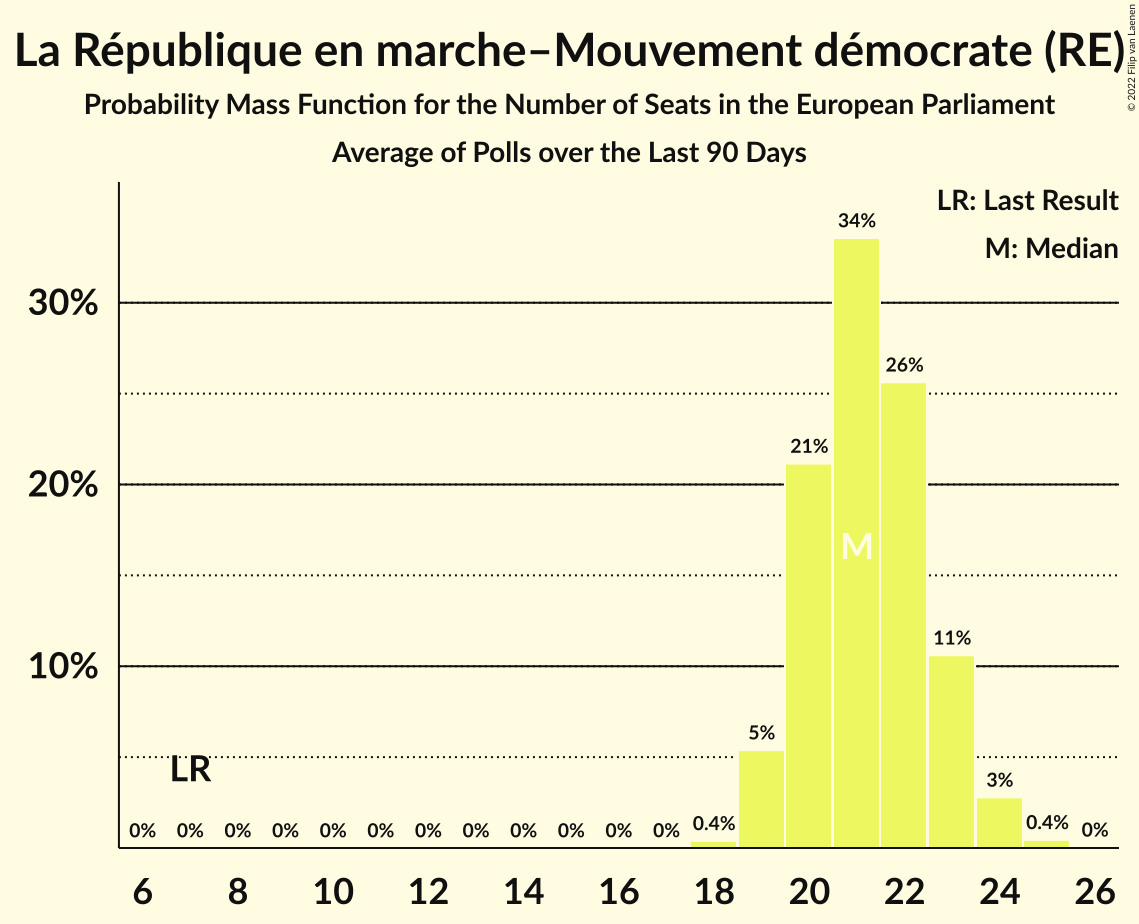 La République en marche–Mouvement démocrate (RE)
© 2022 Filip van Laenen
Probability Mass Function for the Number of Seats in the European Parliament
Average of Polls over the Last 90 Days
LR: Last Result
M: Median
34%
30%
26%
21%
20%
M
11%
10%
5%
LR
3%
0% 0% 0% 0% 0% 0% 0% 0% 0% 0% 0% 0% 0.4% 0.4% 0%
6 8 10 12 14 16 18 20 22 24 26